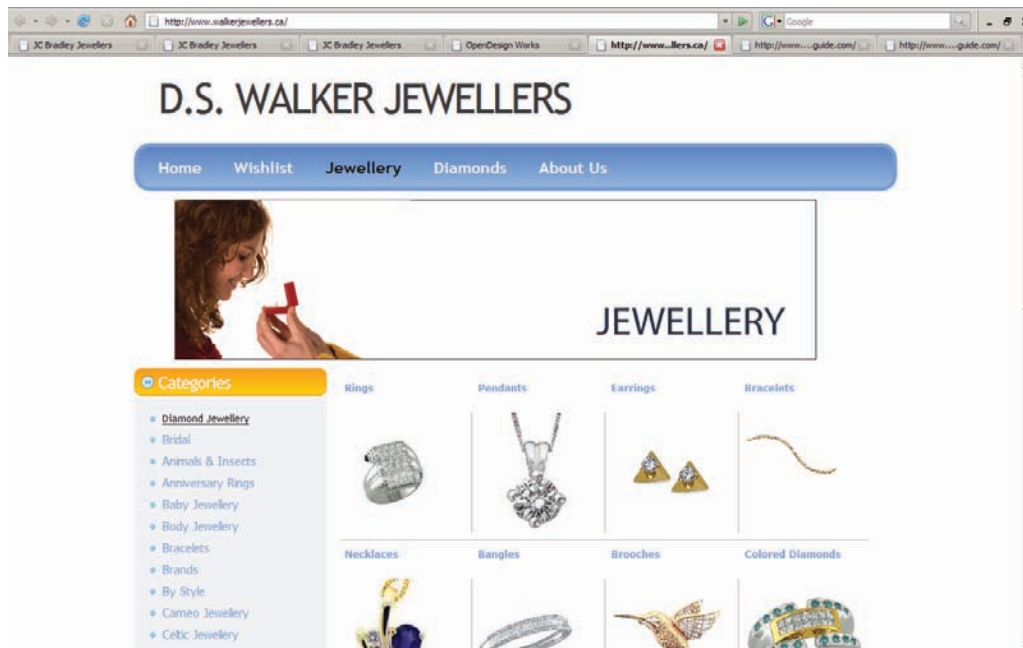 http://www.walkerjewellers.ca/
Google
JC Bradley Jewellers
JC Bradley Jewellers
JC Bradley Jewellers
OpenDesign Works
http://www...llers.ca/
http://www....guide.com/
http://www....guide.com/
D.S. WALKER JEWELLERS
Home Wishlist Jewellery Diamonds About Us
JEWELLERY
Categories
Diamond Jewellery
Bridal
Animals & Insects
Anniversary Rings
Baby Jewellery
Body Jewellery
Bracelets
Brands
By Style
Cameo Jewellery
Celtic Jewellery
Rings Pendants Earrings Bracelets
Necklaces Bangles Brooches Colored Diamonds